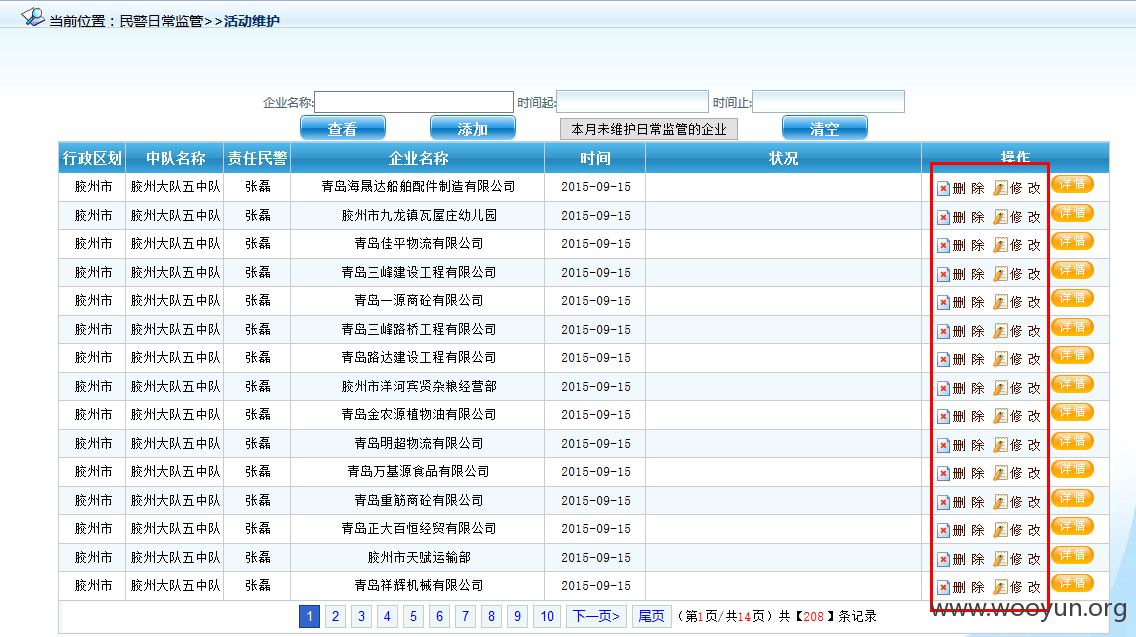 当前位置：民警日常监管>>活动维护
企业名称: 时间起: 时间止:
查看 添加 本月未维护日常监管的企业 清空
行政区划 中队名称 责任民警 企业名称 时间 状况 操作
胶州市 胶州大队五中队 张磊 青岛海晟达船舶配件制造有限公司 2015-09-15 删 除 修 改 详情
胶州市 胶州大队五中队 张磊 胶州市九龙镇瓦屋庄幼儿园 2015-09-15 删 除 修 改 详情
胶州市 胶州大队五中队 张磊 青岛佳平物流有限公司 2015-09-15 删 除 修 改 详情
胶州市 胶州大队五中队 张磊 青岛三峰建设工程有限公司 2015-09-15 删 除 修 改 详情
胶州市 胶州大队五中队 张磊 青岛一源商砼有限公司 2015-09-15 删 除 修 改 详情
胶州市 胶州大队五中队 张磊 青岛三峰路桥工程有限公司 2015-09-15 删 除 修 改 详情
胶州市 胶州大队五中队 张磊 青岛路达建设工程有限公司 2015-09-15 删 除 修 改 详情
胶州市 胶州大队五中队 张磊 胶州市洋河宾贤杂粮经营部 2015-09-15 删 除 修 改 详情
胶州市 胶州大队五中队 张磊 青岛金农源植物油有限公司 2015-09-15 删 除 修 改 详情
胶州市 胶州大队五中队 张磊 青岛明超物流有限公司 2015-09-15 删 除 修 改 详情
胶州市 胶州大队五中队 张磊 青岛万基源食品有限公司 2015-09-15 删 除 修 改 详情
胶州市 胶州大队五中队 张磊 青岛重筋商砼有限公司 2015-09-15 删 除 修 改 详情
胶州市 胶州大队五中队 张磊 青岛正大百恒经贸有限公司 2015-09-15 删 除 修 改 详情
胶州市 胶州大队五中队 张磊 胶州市天赋运输部 2015-09-15 删 除 修 改 详情
胶州市 胶州大队五中队 张磊 青岛祥辉机械有限公司 2015-09-15 删 除 修 改 详情
1 2 3 4 5 6 7 8 9 10 下一页> 尾页 （第1页/共14页）共【208】条记录
www.wooyun.org